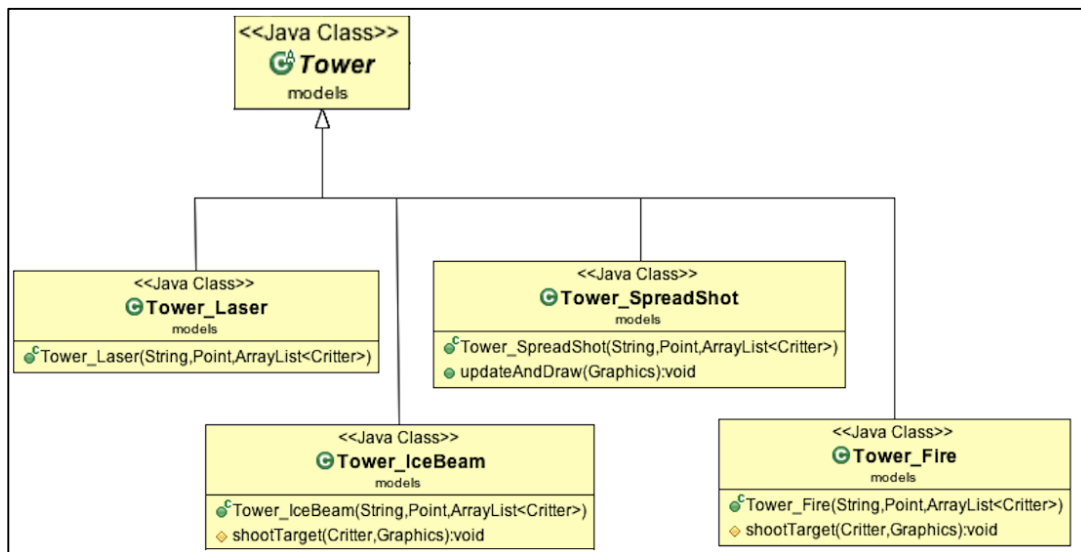 <<Java Class>>
Tower
models
<<Java Class>>
Tower_Laser
models
Tower_Laser(String,Point,ArrayList<Critter>)
<<Java Class>>
Tower_SpreadShot
models
Tower_SpreadShot(String,Point,ArrayList<Critter>)
updateAndDraw(Graphics):void
<<Java Class>>
Tower_IceBeam
models
Tower_IceBeam(String,Point,ArrayList<Critter>)
shootTarget(Critter,Graphics):void
<<Java Class>>
Tower_Fire
models
Tower_Fire(String,Point,ArrayList<Critter>)
shootTarget(Critter,Graphics):void